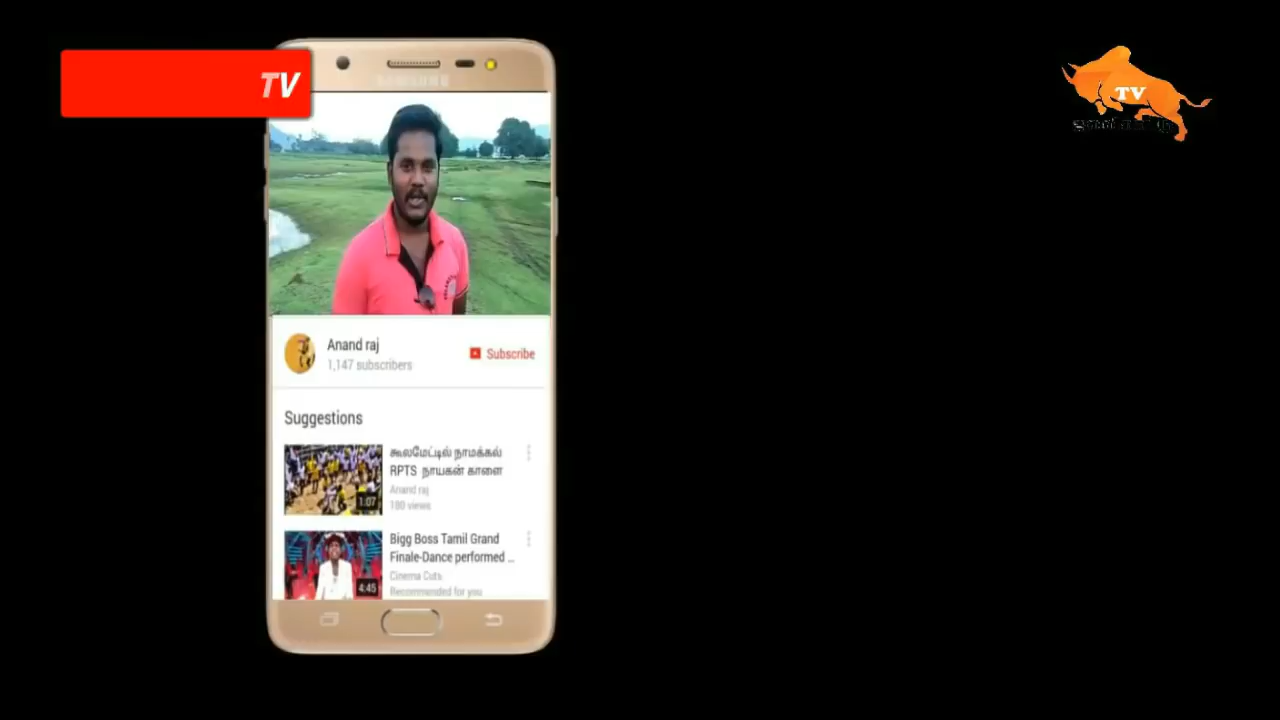 TV
TV
SAMSUNG
Anand raj
1,147 subscribers
Subscribe
Suggestions
கூலமேட்டில் நாமக்கல்
RPTS நாயகன் காளை
Anand raj
180 views
1:07
Bigg Boss Tamil Grand
Finale-Dance performed ...
Cinema Cuts
Recommended for you
4:45